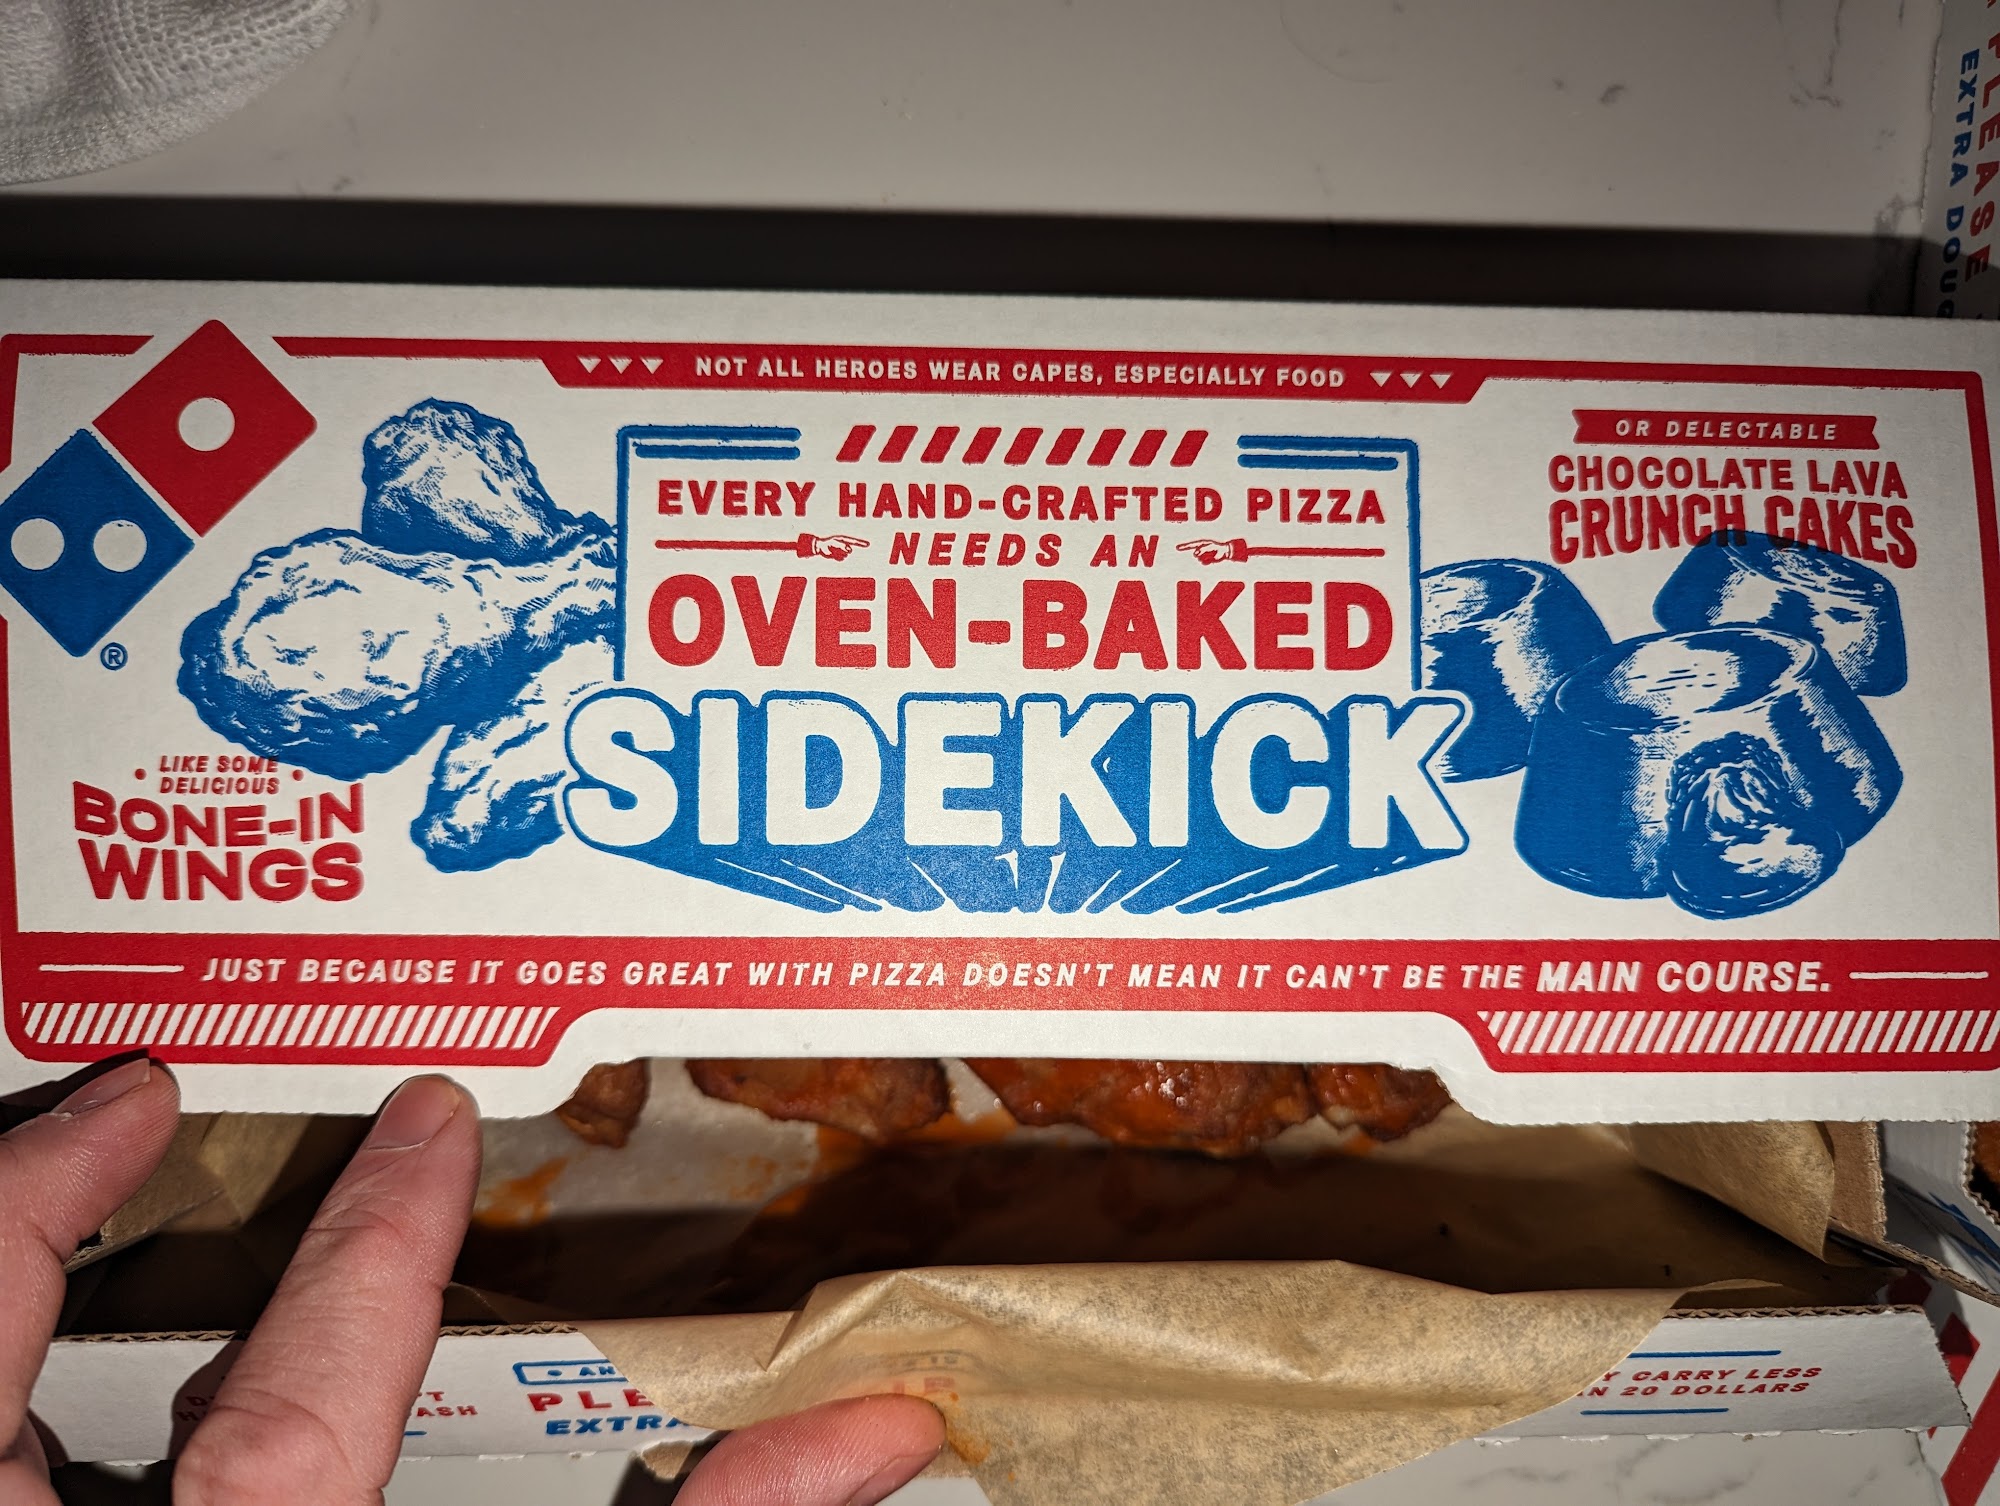 NOT ALL HEROES WEAR CAPES, ESPECIALLY FOOD
OR DELECTABLE
CHOCOLATE LAVA
CRUNCH CAKES
EVERY HAND-CRAFTED PIZZA
NEEDS AN
OVEN-BAKED
SIDEKICK
LIKE SOME
DELICIOUS
BONE-IN
WINGS
®
JUST BECAUSE IT GOES GREAT WITH PIZZA DOESN'T MEAN IT CAN'T BE THE MAIN COURSE.
EXTRA
CARRY LESS
20 DOLLARS
PLEASE
EXTRA